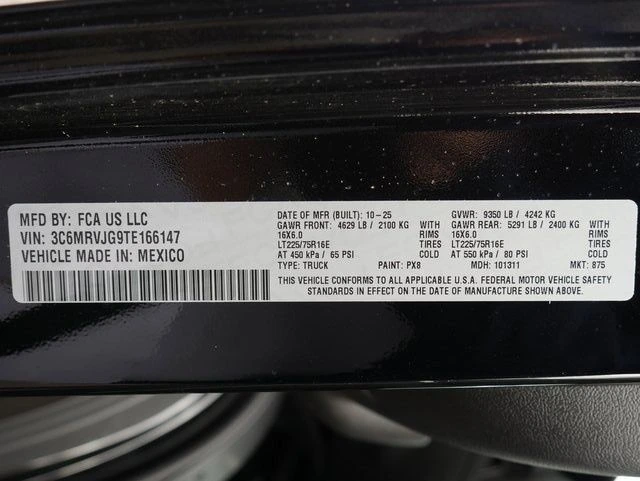 MFD BY: FCA US LLC
VIN: 3C6MRVJG9TE166147
VEHICLE MADE IN: MEXICO
DATE OF MFR (BUILT): 10-25 GVWR: 9350 LB / 4242 KG
GAWR FRONT: 4629 LB / 2100 KG WITH GAWR REAR: 5291 LB / 2400 KG WITH
16X6.0 RIMS 16X6.0 RIMS
LT225/75R16E TIRES LT225/75R16E TIRES
AT 450 kPa / 65 PSI COLD AT 550 kPa / 80 PSI COLD
TYPE: TRUCK PAINT: PX8 MDH: 101311 MKT: 875
THIS VEHICLE CONFORMS TO ALL APPLICABLE U.S.A. FEDERAL MOTOR VEHICLE SAFETY
STANDARDS IN EFFECT ON THE DATE OF MANUFACTURE SHOWN ABOVE.